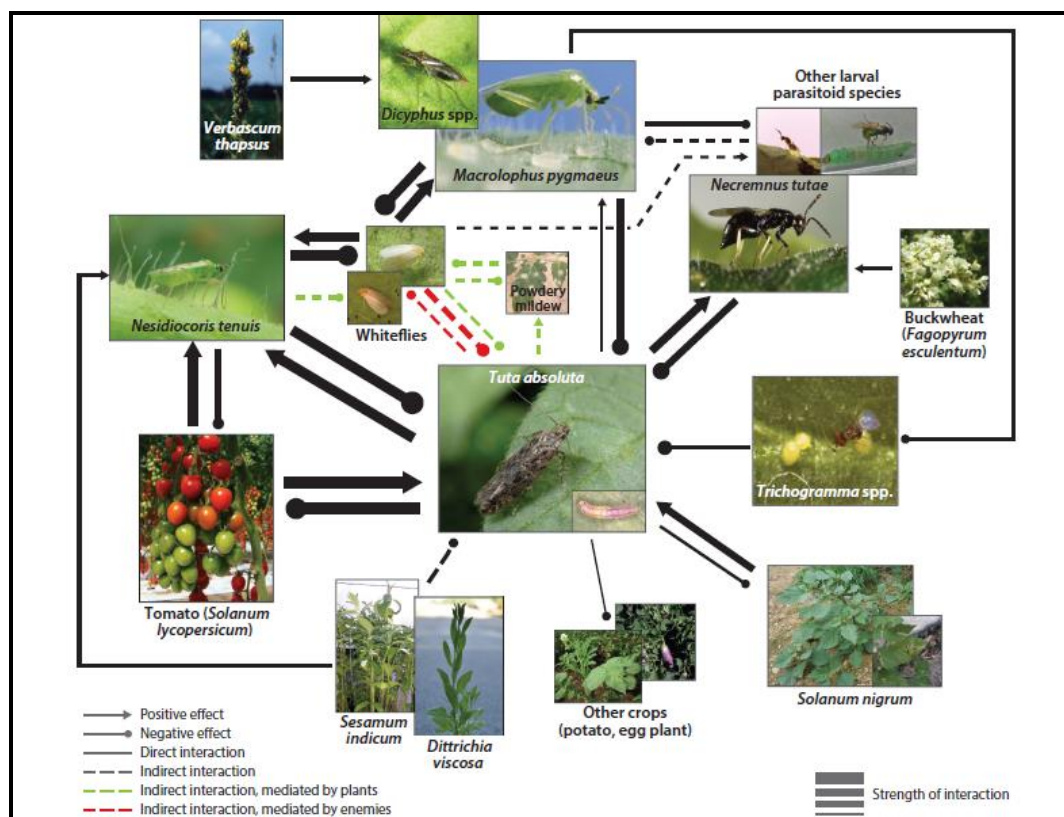 Verbascum
thapsus
Dicyphus spp.
Macrolophus pygmaeus
Other larval
parasitoid species
Necremnus tutae
Nesidiocoris tenuis
Whiteflies
Powdery
mildew
Buckwheat
(Fagopyrum
esculentum)
Tuta absoluta
Trichogramma spp.
Tomato (Solanum
lycopersicum)
Sesamum
indicum
Dittrichia
viscosa
Other crops
(potato, egg plant)
Solanum nigrum
Positive effect
Negative effect
Direct interaction
Indirect interaction
Indirect interaction, mediated by plants
Indirect interaction, mediated by enemies
Strength of interaction